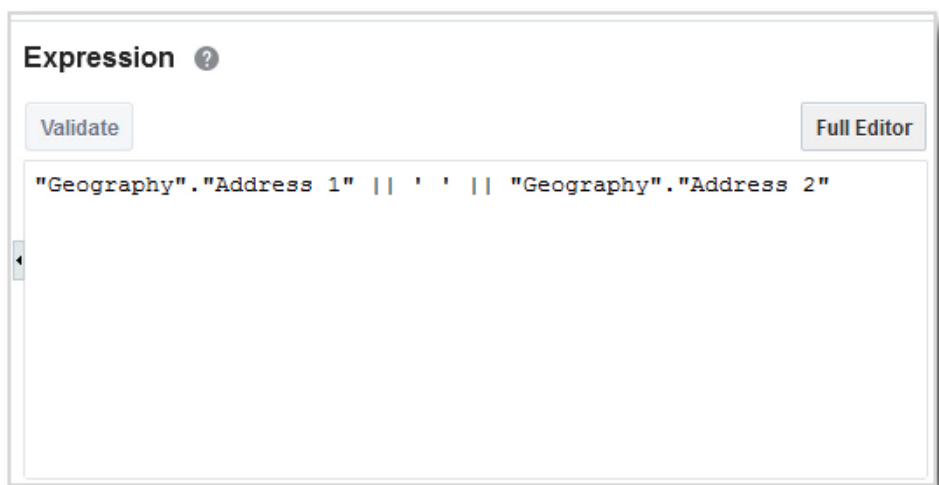 Expression ?
Validate Full Editor
"Geography"."Address 1" || ' ' || "Geography"."Address 2"